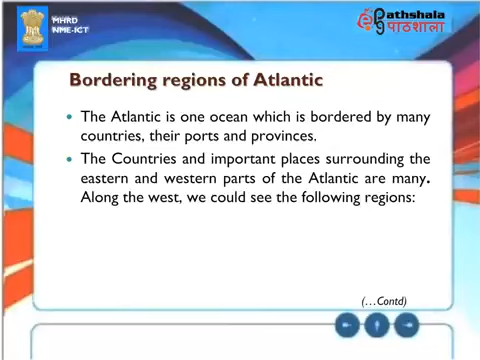 MHRD
NME-ICT
Pathshala
पाठशाला
Bordering regions of Atlantic
The Atlantic is one ocean which is bordered by many
countries, their ports and provinces.
The Countries and important places surrounding the
eastern and western parts of the Atlantic are many.
Along the west, we could see the following regions:
(…Contd)